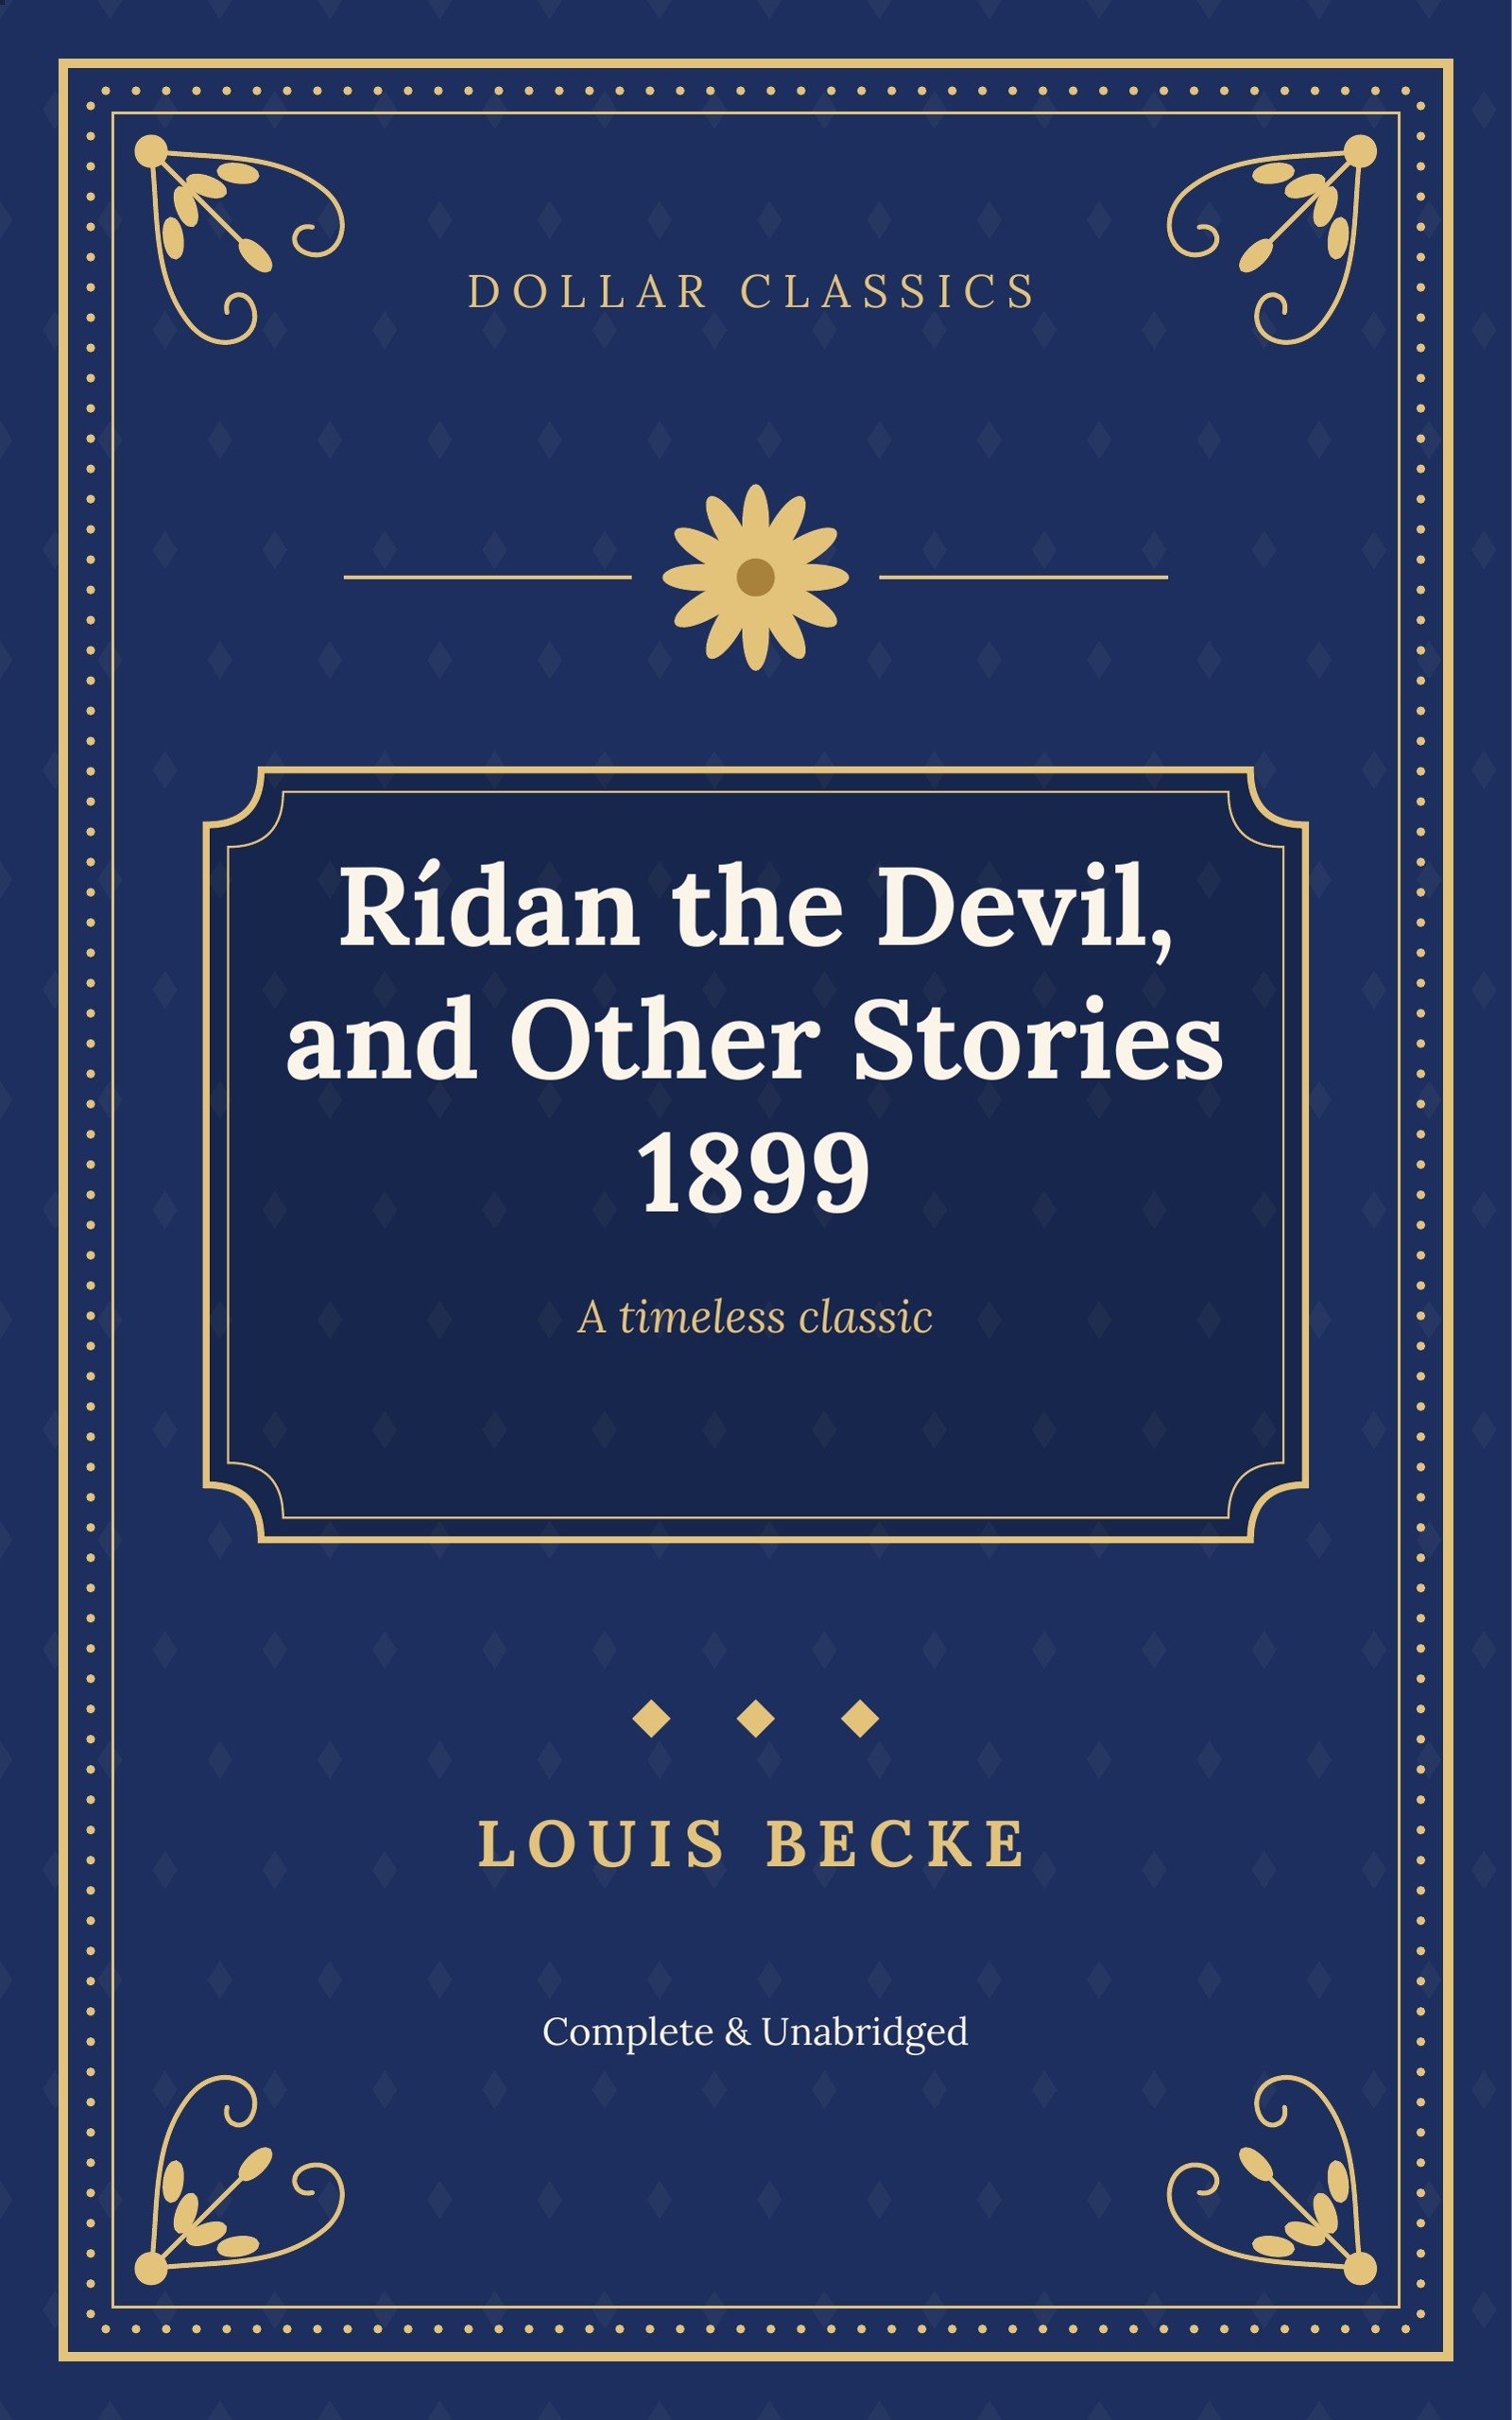 DOLLAR CLASSICS
Rídan the Devil,
and Other Stories
1899
A timeless classic
LOUIS BECKE
Complete & Unabridged